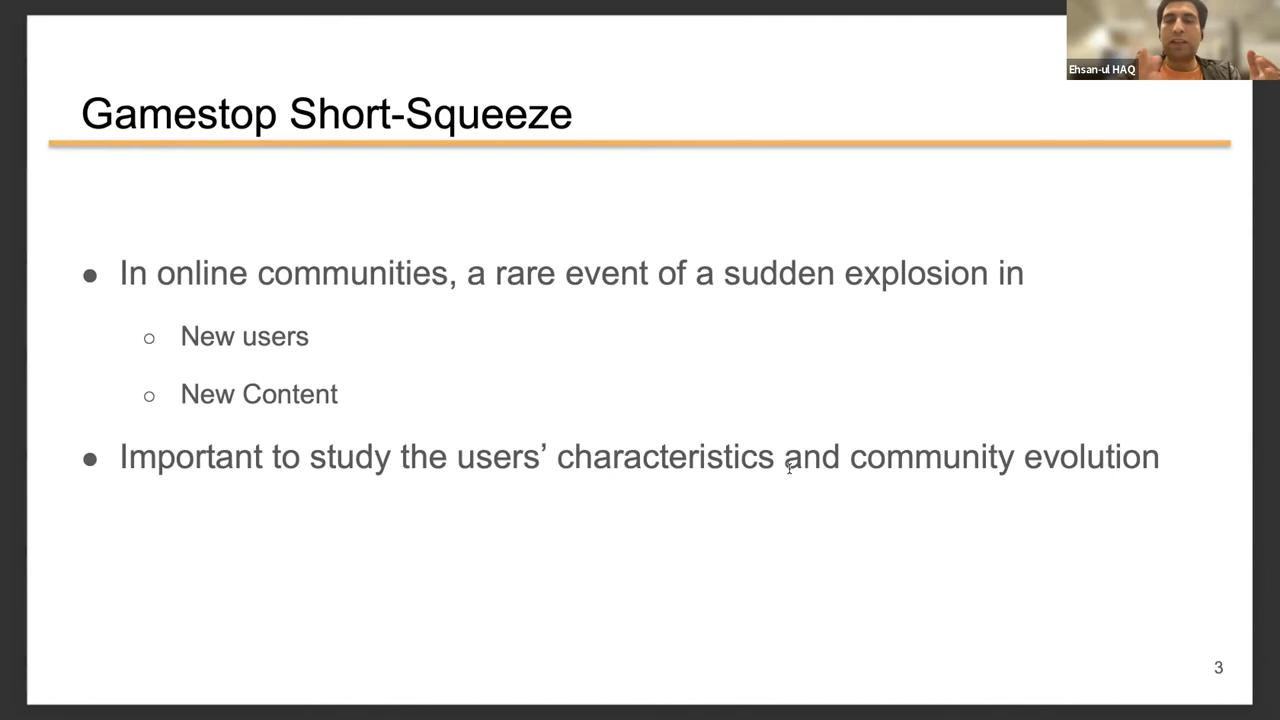 Ehsan-ul HAQ
Gamestop Short-Squeeze
● In online communities, a rare event of a sudden explosion in
○ New users
○ New Content
● Important to study the users’ characteristics and community evolution
3